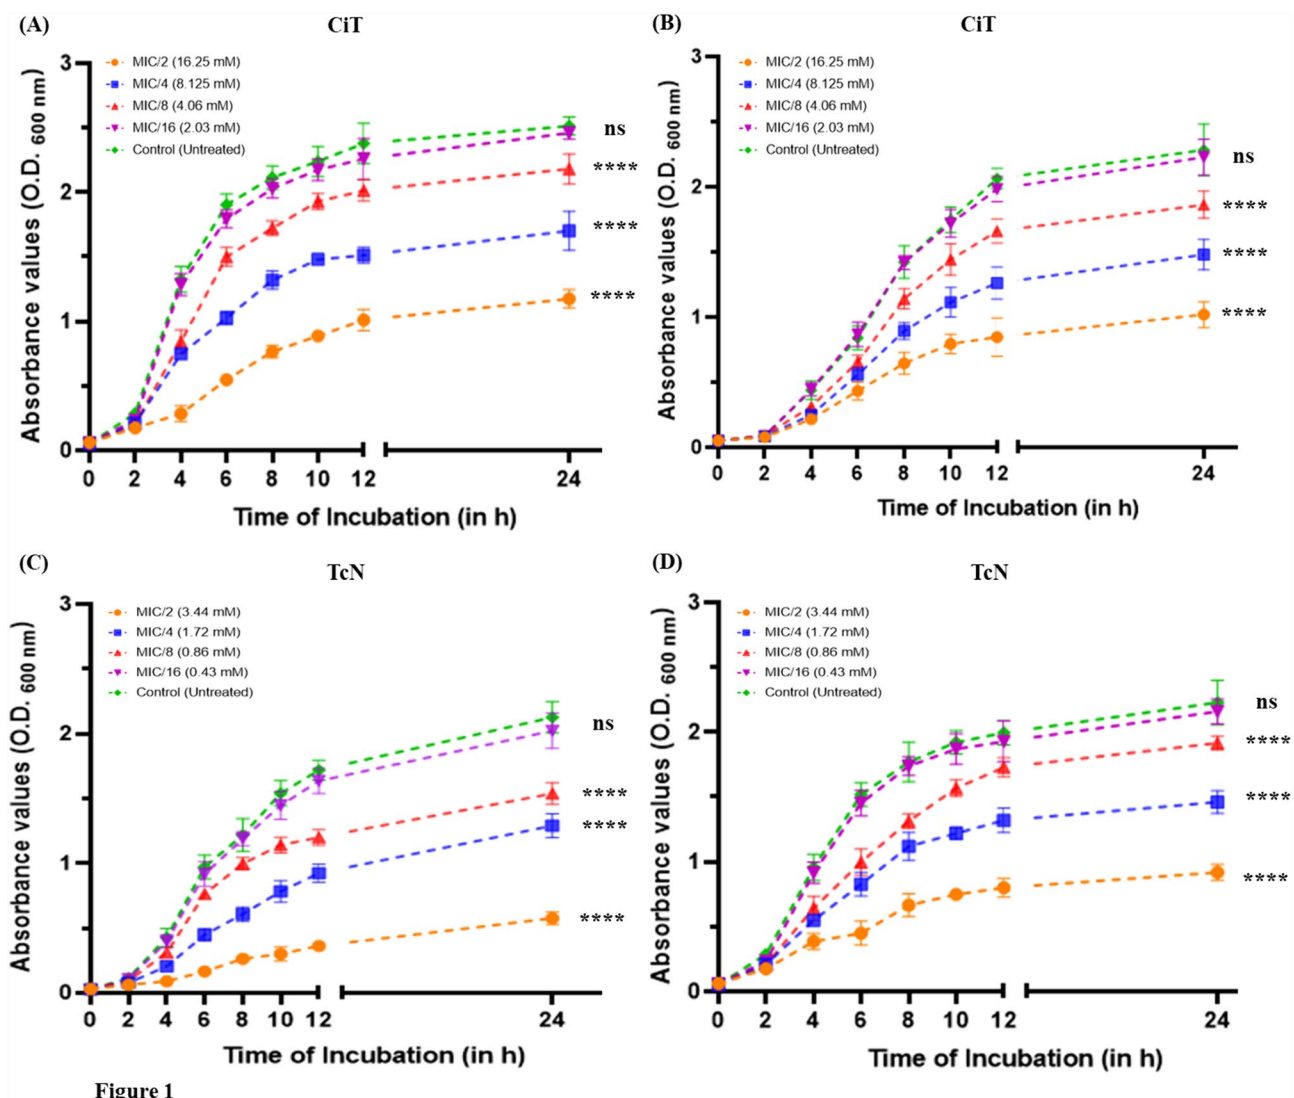 (A)
CiT
Absorbance values (O.D. 600 nm)
3
2
1
0
MIC/2 (16.25 mM)
MIC/4 (8.125 mM)
MIC/8 (4.06 mM)
MIC/16 (2.03 mM)
Control (Untreated)
ns
****
****
****
0 2 4 6 8 10 12 24
Time of Incubation (in h)
(B)
CiT
Absorbance values (O.D. 600 nm)
3
2
1
0
MIC/2 (16.25 mM)
MIC/4 (8.125 mM)
MIC/8 (4.06 mM)
MIC/16 (2.03 mM)
Control (Untreated)
ns
****
****
****
0 2 4 6 8 10 12 24
Time of Incubation (in h)
(C)
TcN
Absorbance values (O.D. 600 nm)
3
2
1
0
MIC/2 (3.44 mM)
MIC/4 (1.72 mM)
MIC/8 (0.86 mM)
MIC/16 (0.43 mM)
Control (Untreated)
ns
****
****
****
0 2 4 6 8 10 12 24
Time of Incubation (in h)
(D)
TcN
Absorbance values (O.D. 600 nm)
3
2
1
0
MIC/2 (3.44 mM)
MIC/4 (1.72 mM)
MIC/8 (0.86 mM)
MIC/16 (0.43 mM)
Control (Untreated)
ns
****
****
****
0 2 4 6 8 10 12 24
Time of Incubation (in h)
Figure 1